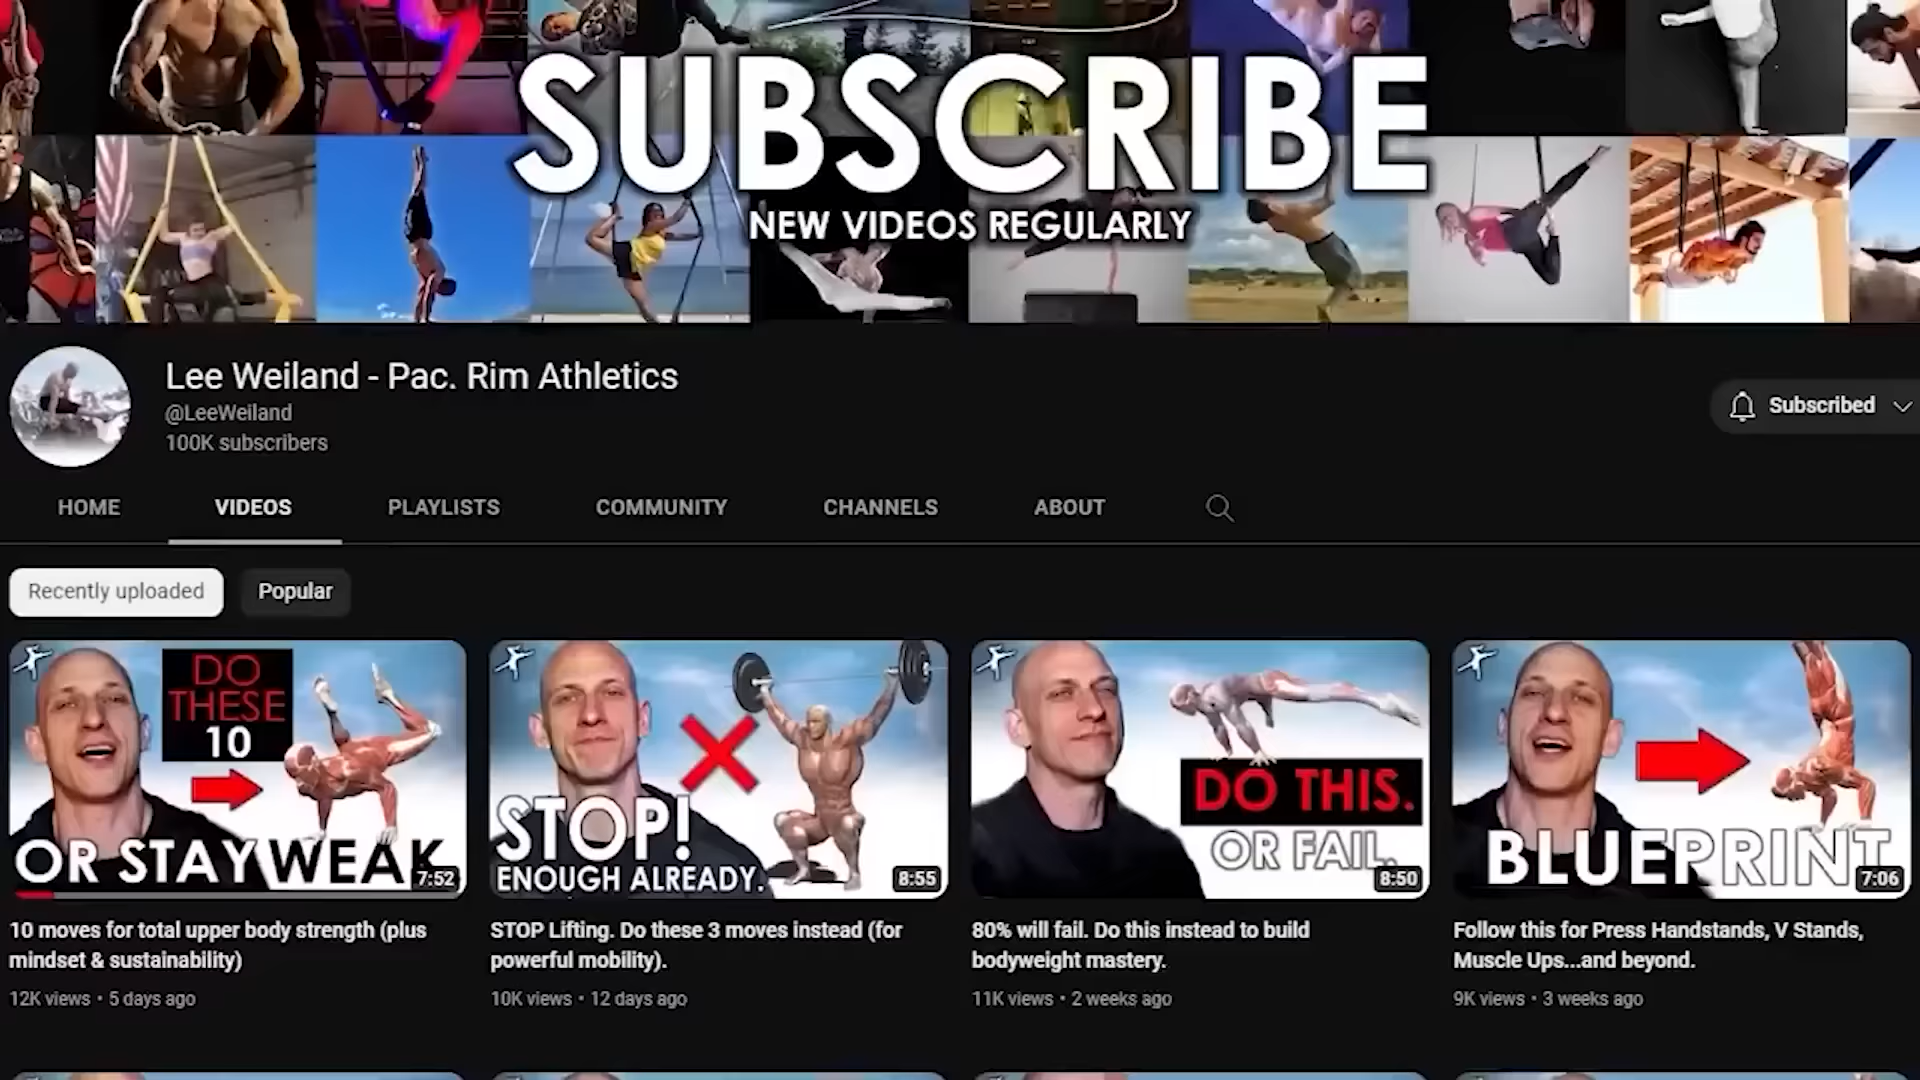 SUBSCRIBE
NEW VIDEOS REGULARLY
Lee Weiland - Pac. Rim Athletics
@LeeWeiland
100K subscribers
Subscribed
HOME
VIDEOS
PLAYLISTS
COMMUNITY
CHANNELS
ABOUT
Recently uploaded
Popular
DO
THESE
10
OR STAY WEAK
7:52
STOP!
ENOUGH ALREADY.
8:55
DO THIS.
OR FAIL.
8:50
BLUEPRINT
7:06
10 moves for total upper body strength (plus
mindset & sustainability)
12K views • 5 days ago
STOP Lifting. Do these 3 moves instead (for
powerful mobility).
10K views • 12 days ago
80% will fail. Do this instead to build
bodyweight mastery.
11K views • 2 weeks ago
Follow this for Press Handstands, V Stands,
Muscle Ups...and beyond.
9K views • 3 weeks ago